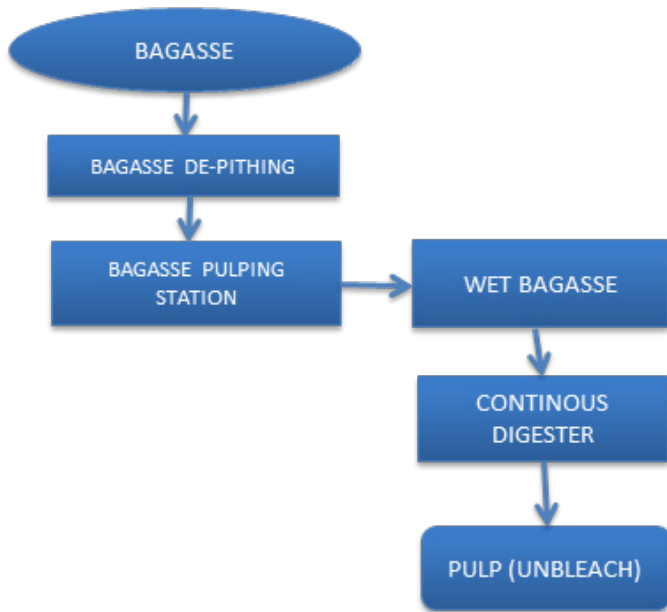 BAGASSE
BAGASSE DE-PITHING
BAGASSE PULPING
STATION
WET BAGASSE
CONTINOUS
DIGESTER
PULP (UNBLEACH)